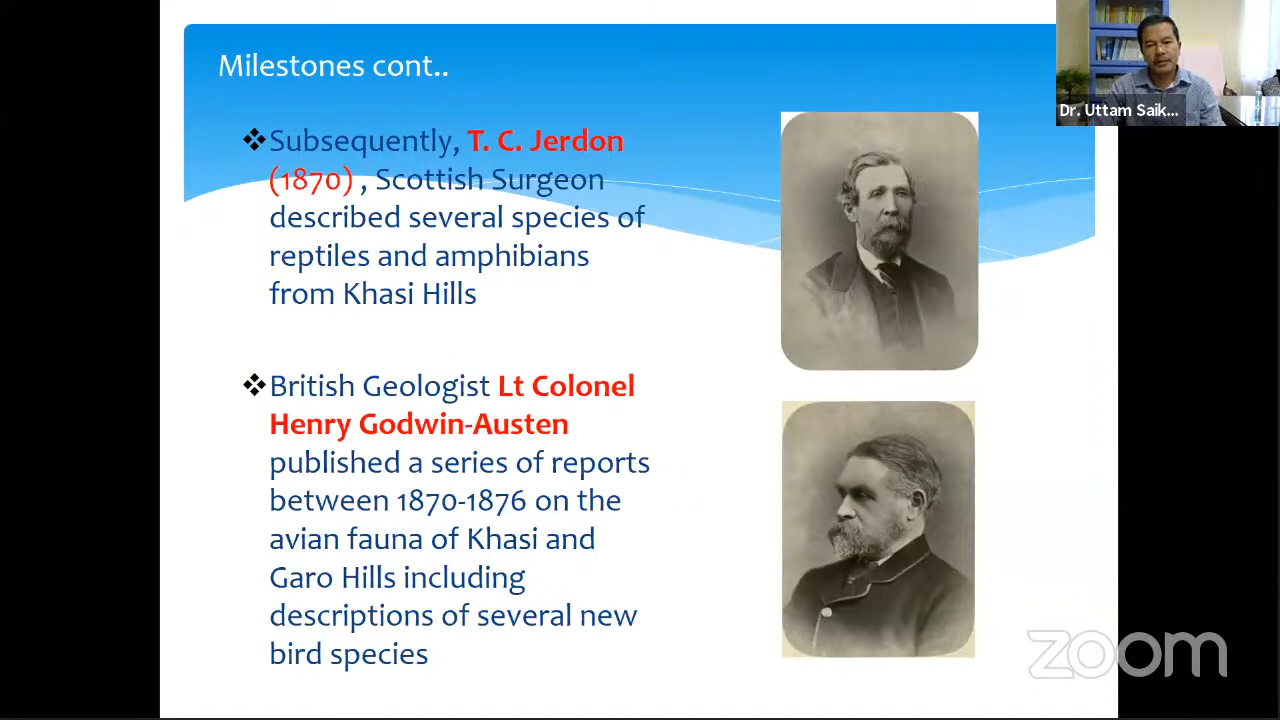 Milestones cont..
Dr. Uttam Saik...
❖Subsequently, T. C. Jerdon
(1870) , Scottish Surgeon
described several species of
reptiles and amphibians
from Khasi Hills
❖British Geologist Lt Colonel
Henry Godwin-Austen
published a series of reports
between 1870-1876 on the
avian fauna of Khasi and
Garo Hills including
descriptions of several new
bird species
zoom